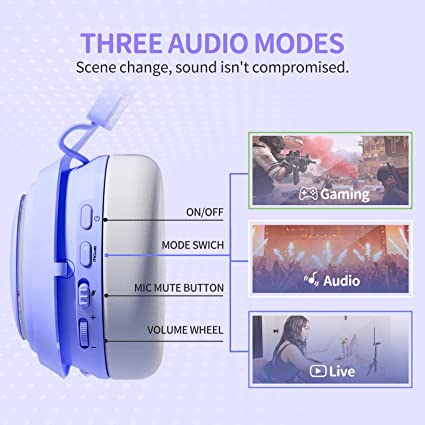 THREE AUDIO MODES
Scene change, sound isn't compromised.
ON/OFF
MODE SWICH
MIC MUTE BUTTON
VOLUME WHEEL
Gaming
Audio
Live